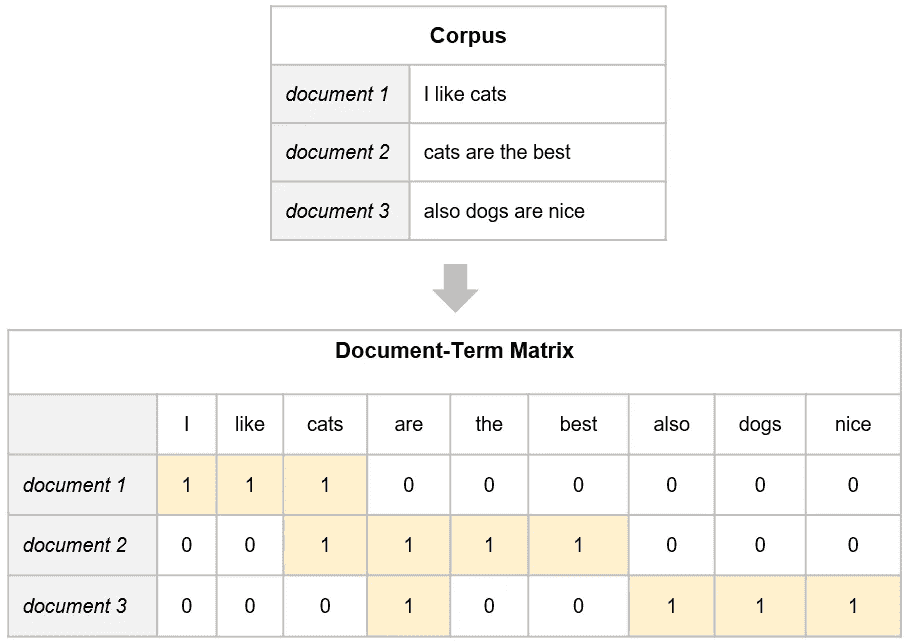 Corpus
document 1 I like cats
document 2 cats are the best
document 3 also dogs are nice
Document-Term Matrix
I like cats are the best also dogs nice
document 1 1 1 1 0 0 0 0 0 0
document 2 0 0 1 1 1 1 0 0 0
document 3 0 0 0 1 0 0 1 1 1